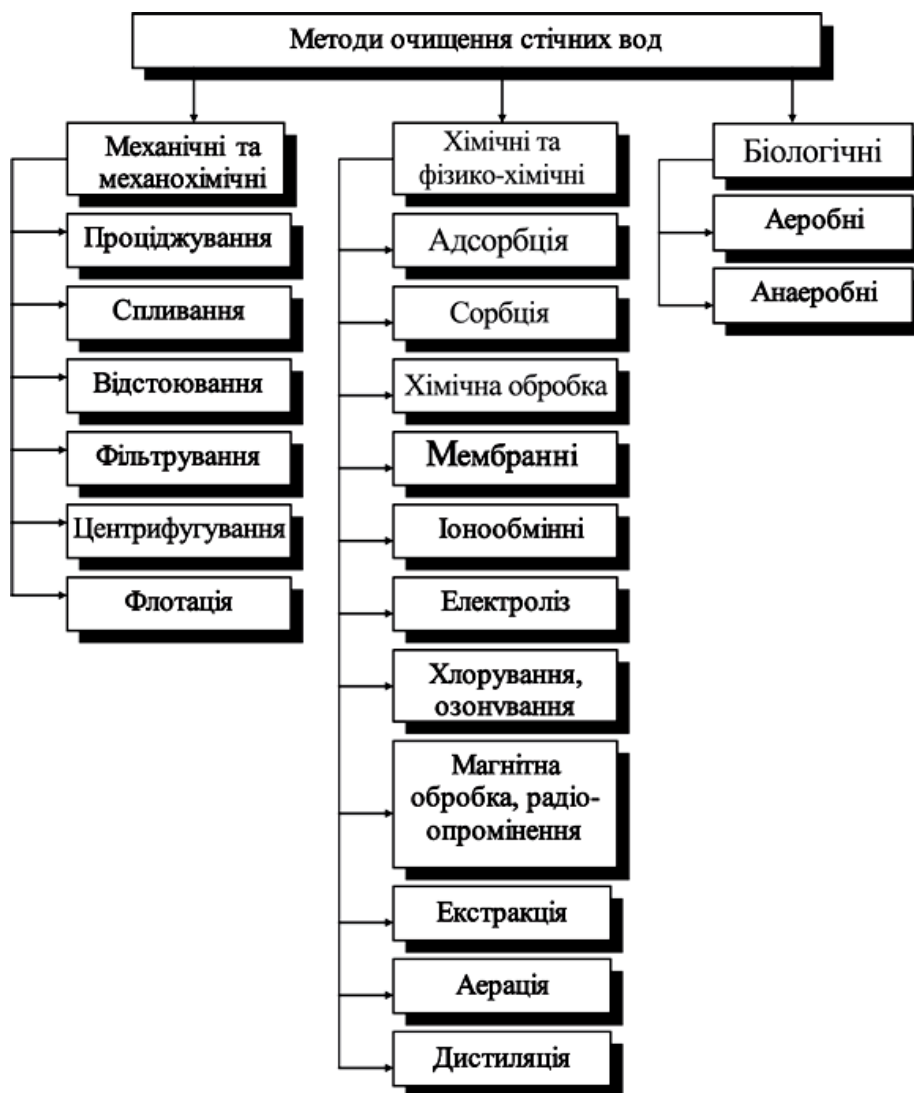 Методи очищення стічних вод
Механічні та
механохімічні
Проціджування
Спливання
Відстоювання
Фільтрування
Центрифугування
Флотація
Хімічні та
фізико-хімічні
Адсорбція
Сорбція
Хімічна обробка
Мембранні
Іонообмінні
Електроліз
Хлорування,
озонування
Магнітна
обробка, радіо-
опромінення
Екстракція
Аерація
Дистиляція
Біологічні
Аеробні
Анаеробні